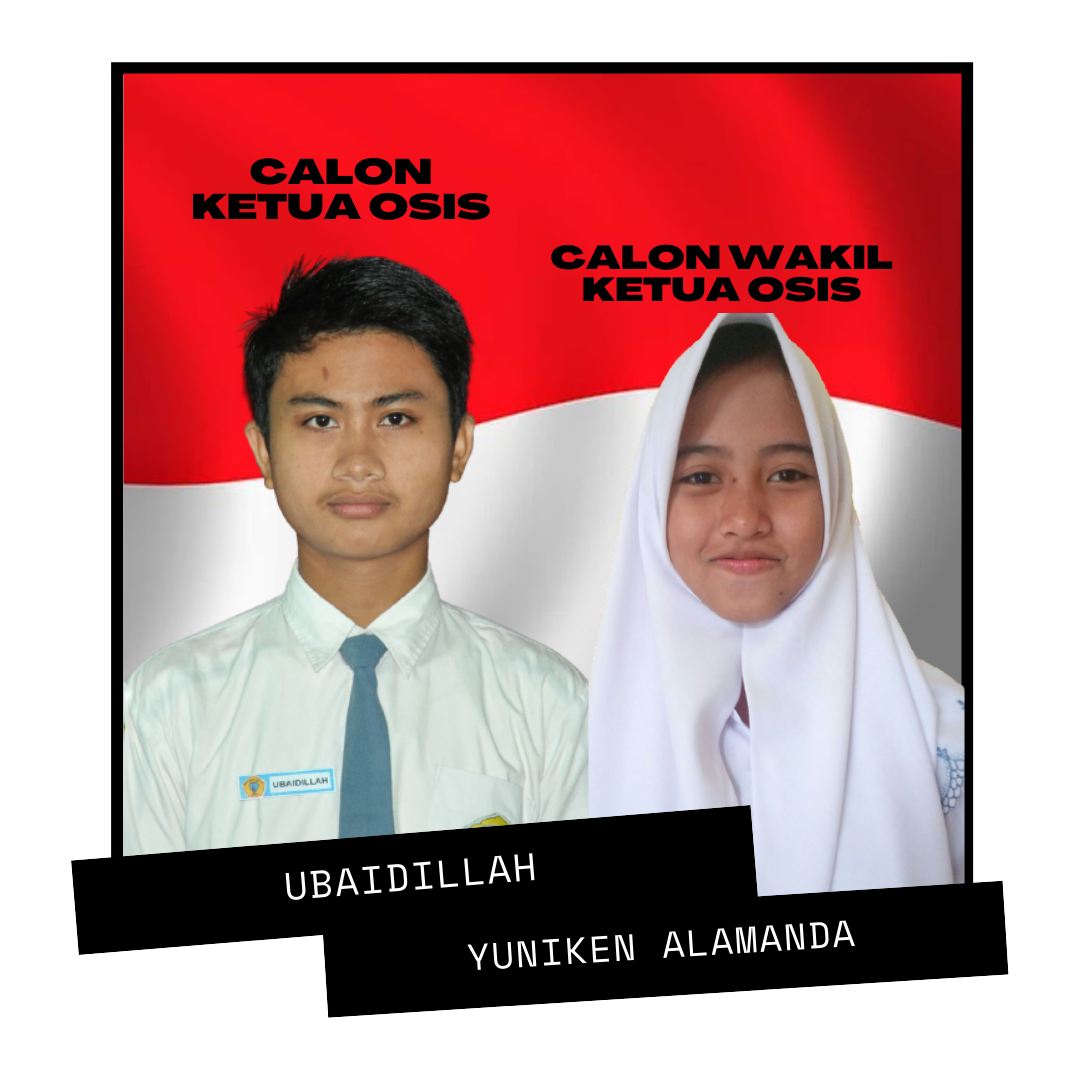 CALON
KETUA OSIS
CALON WAKIL
KETUA OSIS
UBAIDILLAH
UBAIDILLAH
YUNIKEN ALAMANDA